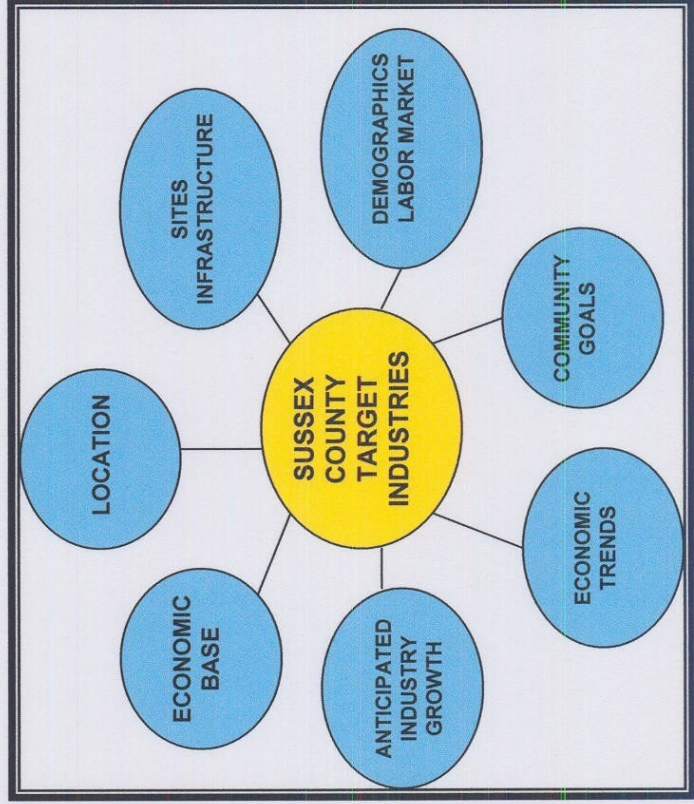 LOCATION
SITES
INFRASTRUCTURE
DEMOGRAPHICS
LABOR MARKET
COMMUNITY
GOALS
ECONOMIC
TRENDS
ANTICIPATED
INDUSTRY
GROWTH
ECONOMIC
BASE
SUSSEX
COUNTY
TARGET
INDUSTRIES